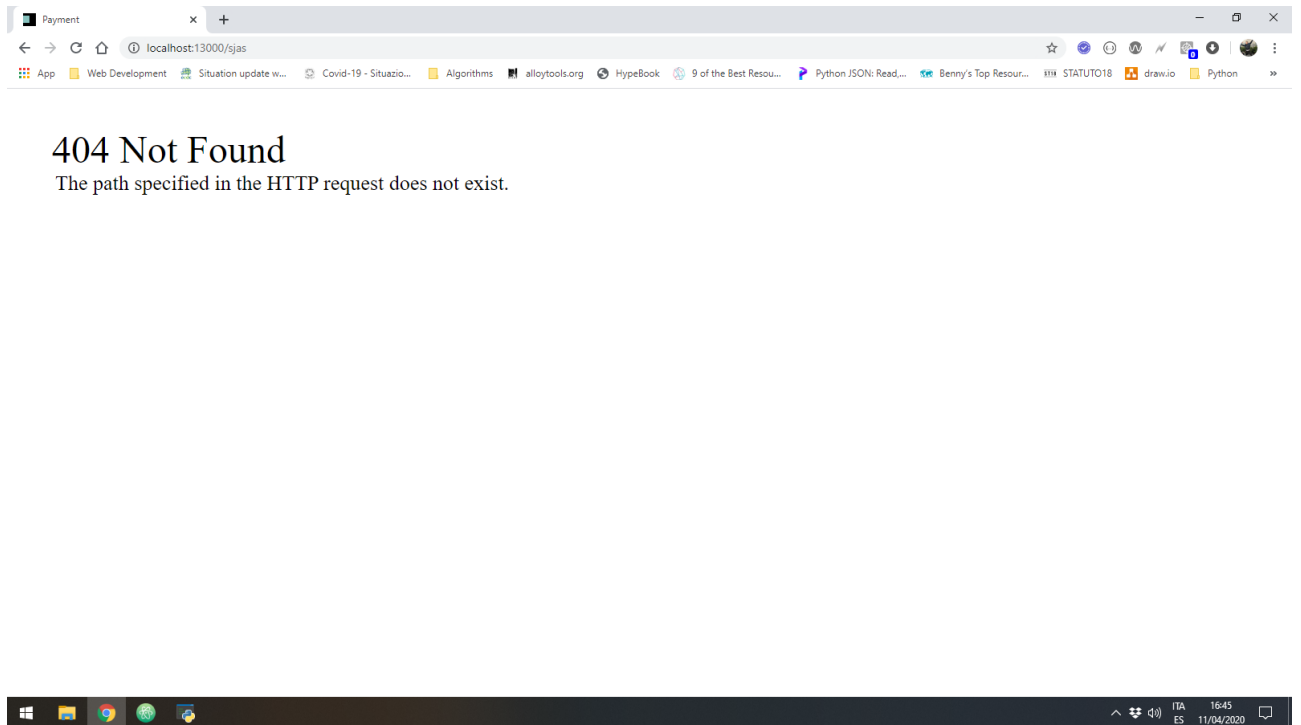 Payment
localhost:13000/sjas
App Web Development Situation update w... Covid-19 - Situazio... Algorithms alloytools.org HypeBook 9 of the Best Resou... Python JSON: Read,... Benny's Top Resour... STATUTO18 draw.io Python »
404 Not Found
The path specified in the HTTP request does not exist.
ITA 16:45
ES 11/04/2020